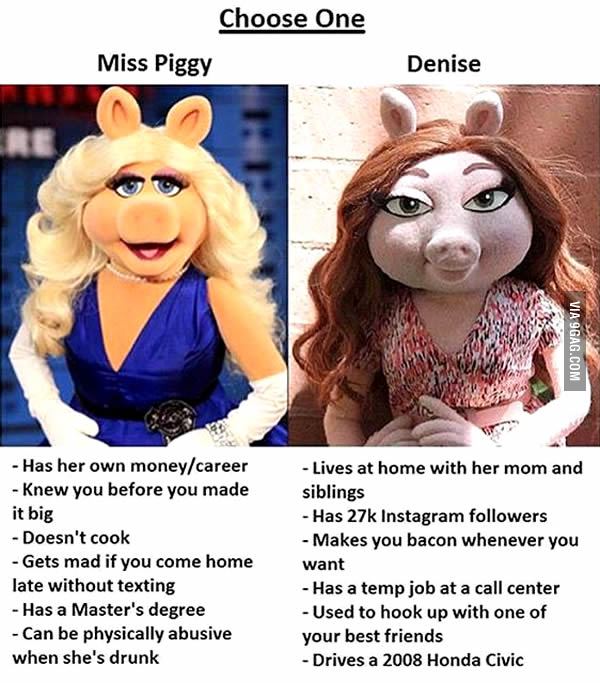 Choose One
Miss Piggy
Denise
RE
VIA 9GAG.COM
- Has her own money/career
- Knew you before you made
it big
- Doesn't cook
- Gets mad if you come home
late without texting
- Has a Master's degree
- Can be physically abusive
when she's drunk
- Lives at home with her mom and
siblings
- Has 27k Instagram followers
- Makes you bacon whenever you
want
- Has a temp job at a call center
- Used to hook up with one of
your best friends
- Drives a 2008 Honda Civic